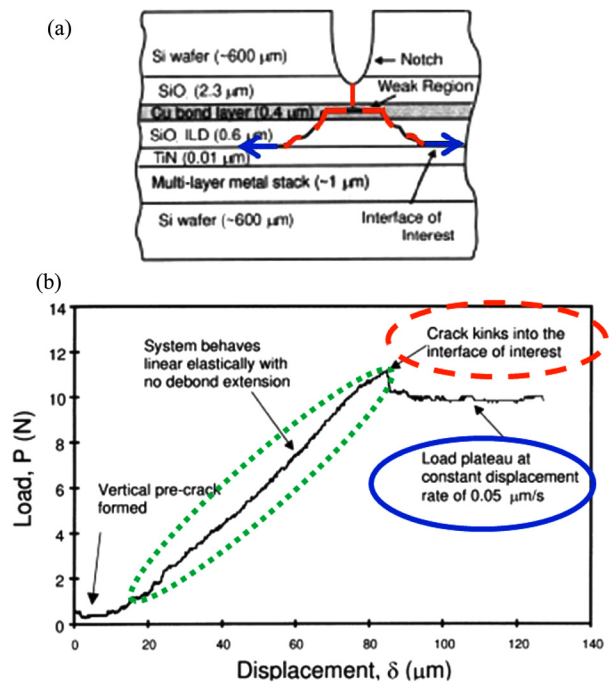 (a)
Si wafer (~600 μm)
Notch
SiO. (2.3 μm)
Weak Region
Cu bond layer (0.4 μm)
SiO. ILD (0.6 μm)
TiN (0.01 μm)
Multi-layer metal stack (~1 μm)
Si wafer (~600 μm)
Interface of
Interest
(b)
14
12
10
8
6
4
2
0
Load, P (N)
System behaves
linear elastically with
no debond extension
Crack kinks into the
interface of interest
Vertical pre-crack
formed
Load plateau at
constant displacement
rate of 0.05 μm/s
0
20
40
60
80
100
120
140
Displacement, δ (μm)